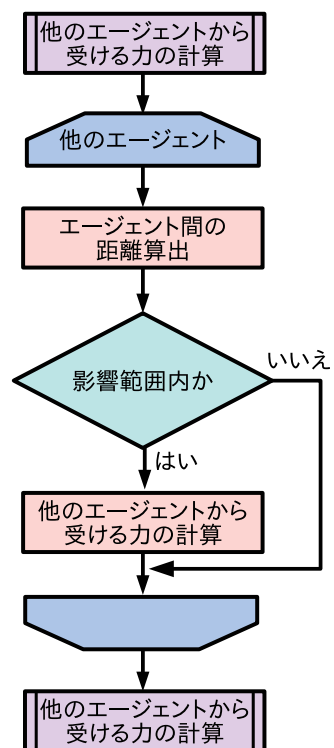 他のエージェントから
受ける力の計算
他のエージェント
エージェント間の
距離算出
影響範囲内か
いいえ
はい
他のエージェントから
受ける力の計算
他のエージェントから
受ける力の計算